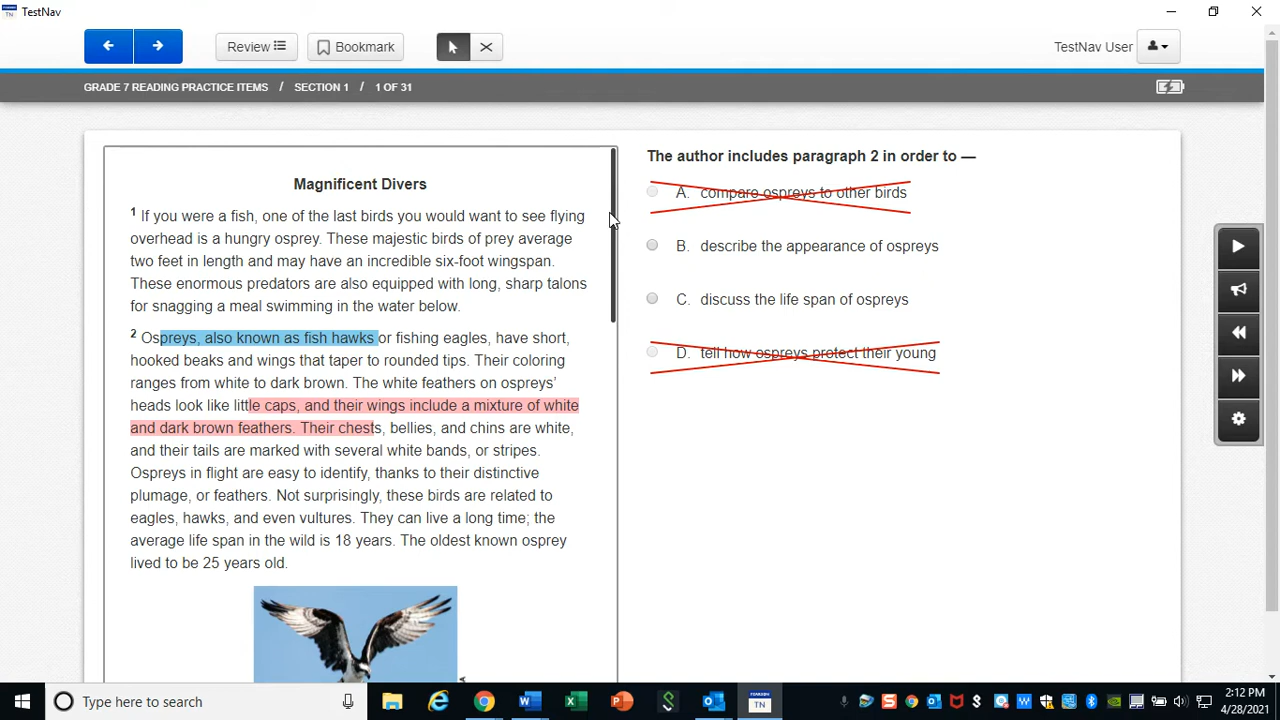 TestNav
Review
Bookmark
TestNav User
GRADE 7 READING PRACTICE ITEMS / SECTION 1 / 1 OF 31
Magnificent Divers
1 If you were a fish, one of the last birds you would want to see flying
overhead is a hungry osprey. These majestic birds of prey average
two feet in length and may have an incredible six-foot wingspan.
These enormous predators are also equipped with long, sharp talons
for snagging a meal swimming in the water below.
2 Ospreys, also known as fish hawks or fishing eagles, have short,
hooked beaks and wings that taper to rounded tips. Their coloring
ranges from white to dark brown. The white feathers on ospreys’
heads look like little caps, and their wings include a mixture of white
and dark brown feathers. Their chests, bellies, and chins are white,
and their tails are marked with several white bands, or stripes.
Ospreys in flight are easy to identify, thanks to their distinctive
plumage, or feathers. Not surprisingly, these birds are related to
eagles, hawks, and even vultures. They can live a long time; the
average life span in the wild is 18 years. The oldest known osprey
lived to be 25 years old.
The author includes paragraph 2 in order to —
A. compare ospreys to other birds
B. describe the appearance of ospreys
C. discuss the life span of ospreys
D. tell how ospreys protect their young
Type here to search
2:12 PM
4/28/2021